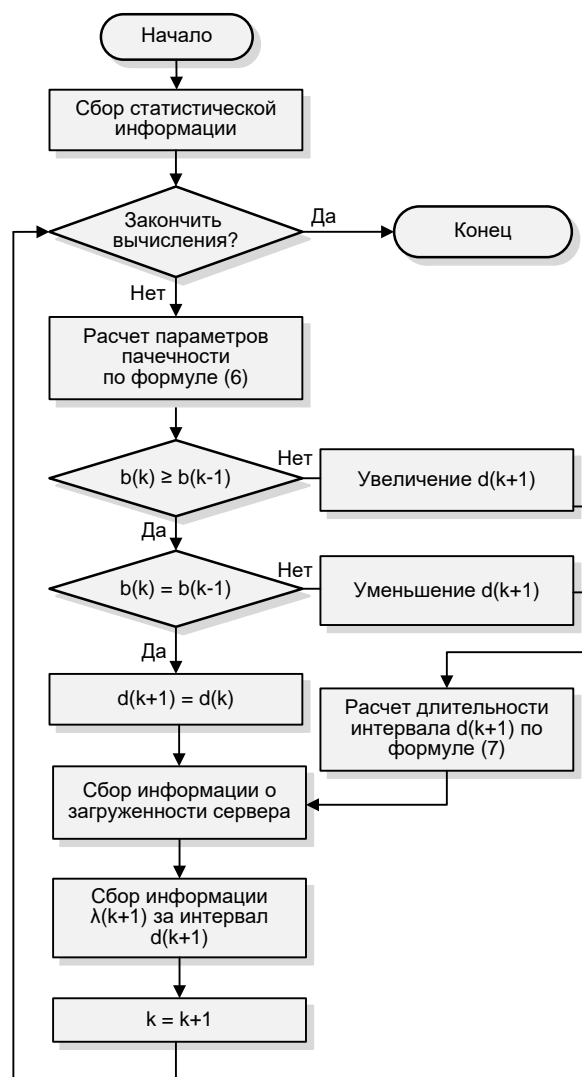 Начало
Сбор статистической
информации
Закончить
вычисления?
Да
Конец
Нет
Расчет параметров
пачечности
по формуле (6)
b(k) ≥ b(k-1)
Нет
Увеличение d(k+1)
Да
b(k) = b(k-1)
Нет
Уменьшение d(k+1)
Да
d(k+1) = d(k)
Расчет длительности
интервала d(k+1) по
формуле (7)
Сбор информации о
загруженности сервера
Сбор информации
λ(k+1) за интервал
d(k+1)
k = k+1